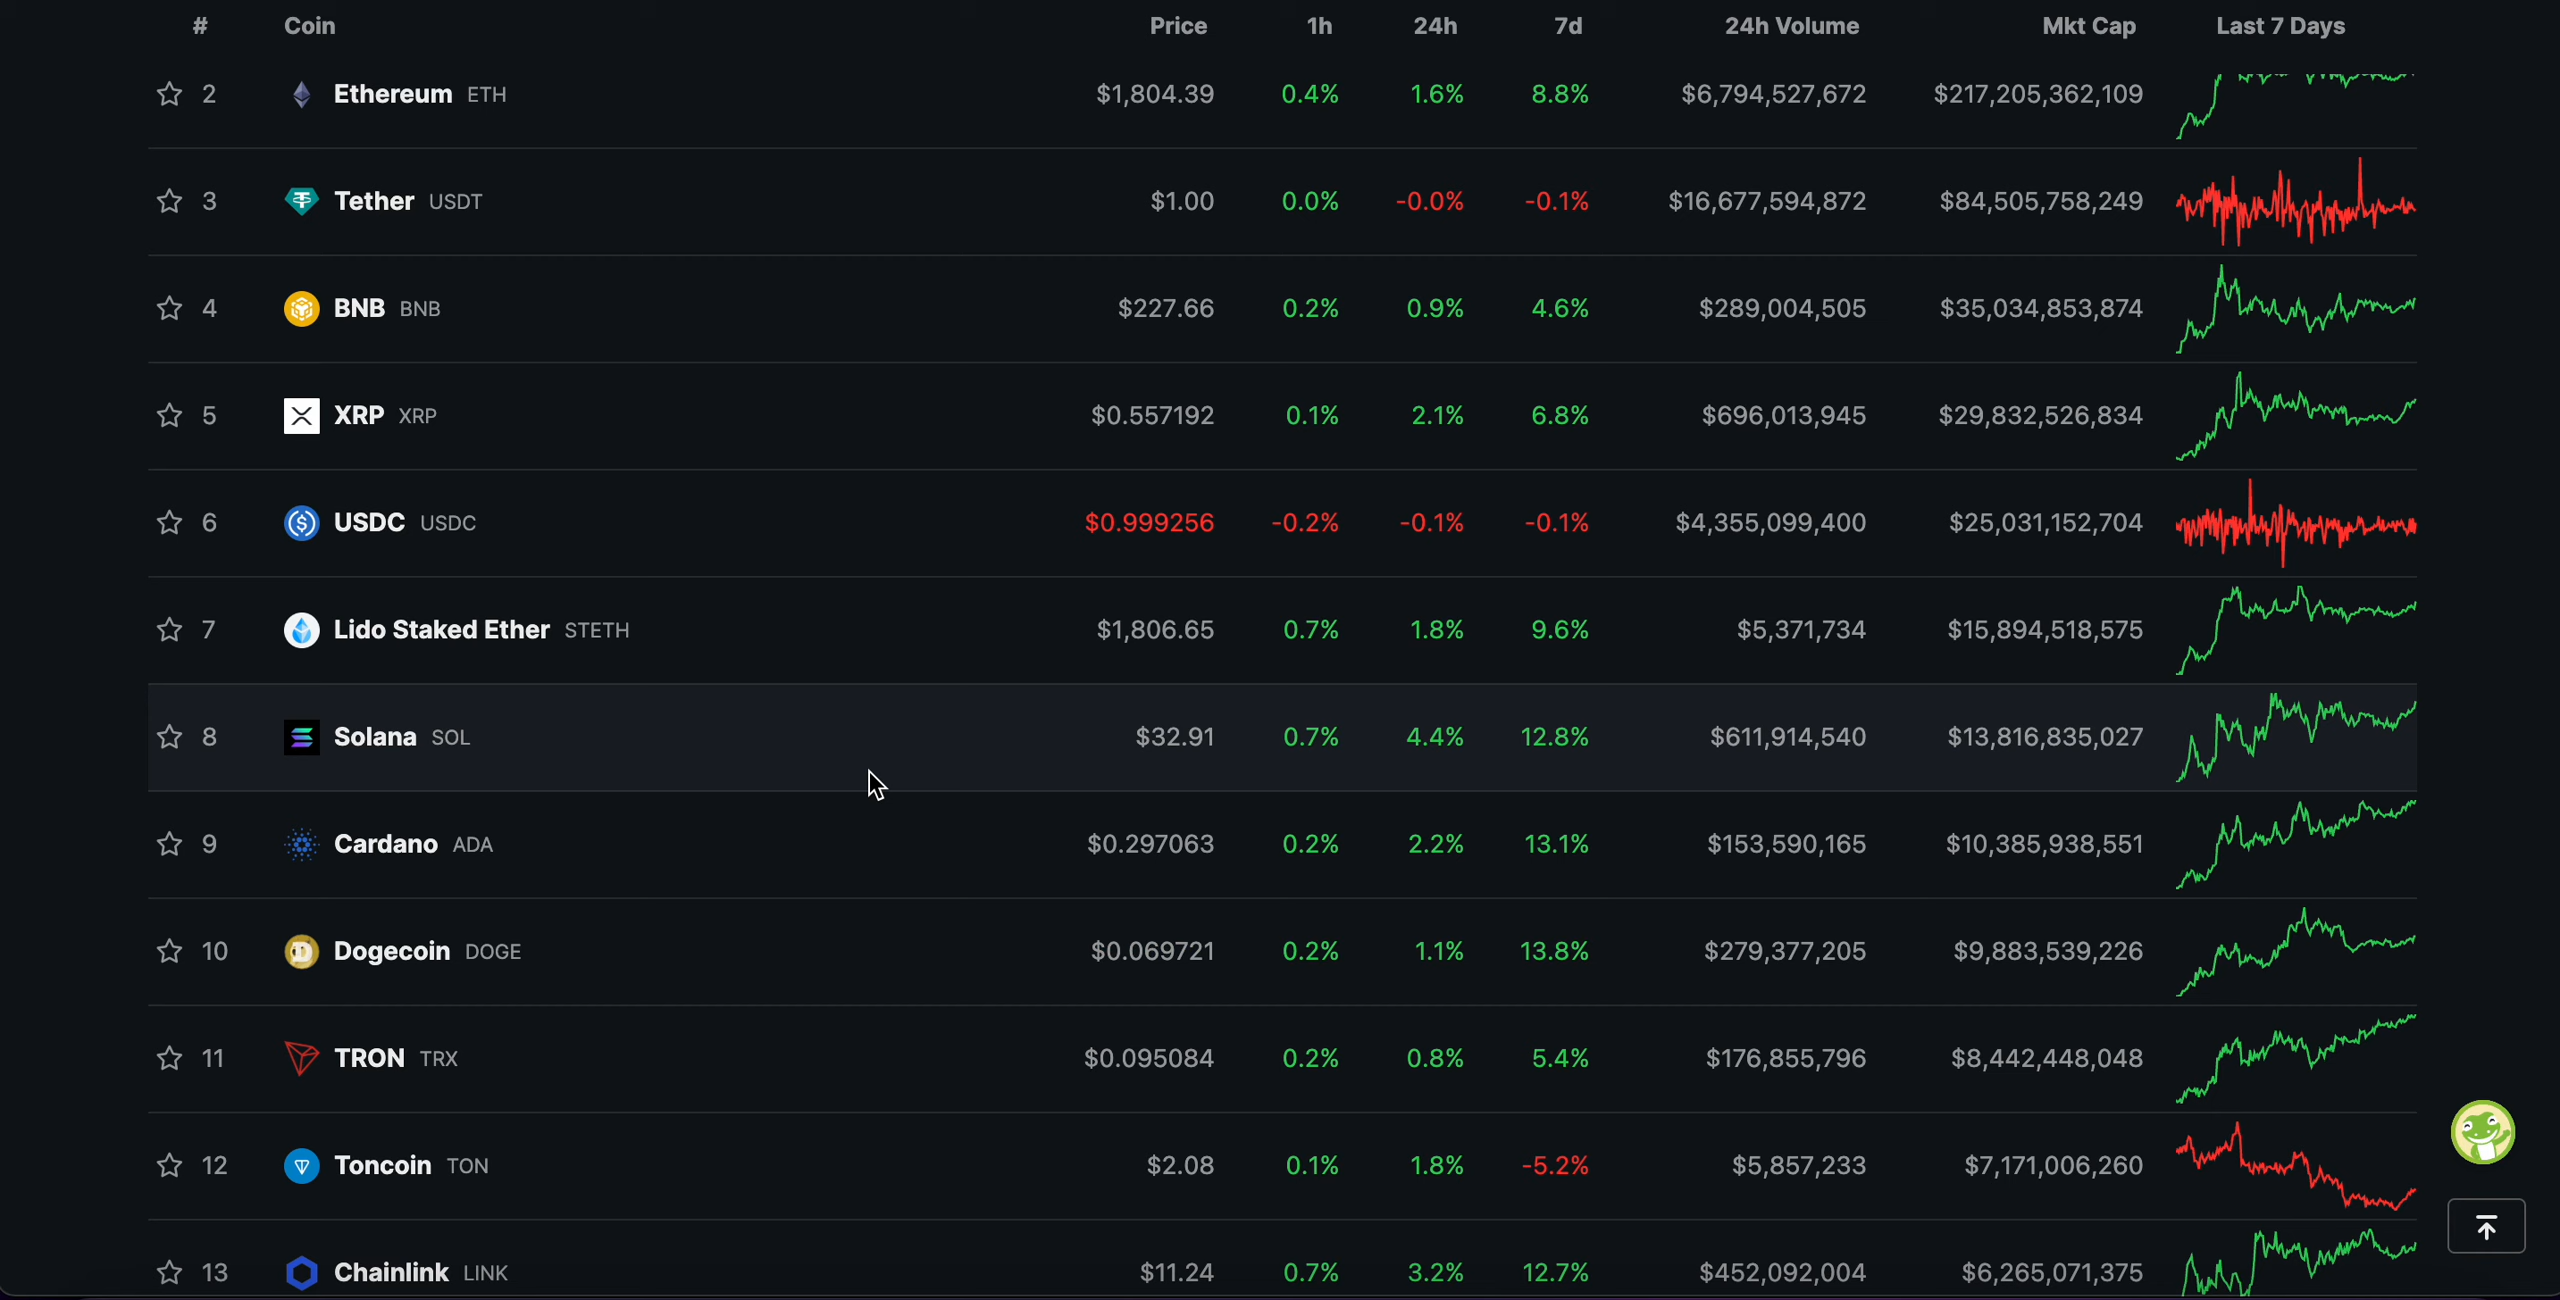 # Coin Price 1h 24h 7d 24h Volume Mkt Cap Last 7 Days
2 Ethereum ETH $1,804.39 0.4% 1.6% 8.8% $6,794,527,672 $217,205,362,109
3 Tether USDT $1.00 0.0% -0.0% -0.1% $16,677,594,872 $84,505,758,249
4 BNB BNB $227.66 0.2% 0.9% 4.6% $289,004,505 $35,034,853,874
5 XRP XRP $0.557192 0.1% 2.1% 6.8% $696,013,945 $29,832,526,834
6 USDC USDC $0.999256 -0.2% -0.1% -0.1% $4,355,099,400 $25,031,152,704
7 Lido Staked Ether STETH $1,806.65 0.7% 1.8% 9.6% $5,371,734 $15,894,518,575
8 Solana SOL $32.91 0.7% 4.4% 12.8% $611,914,540 $13,816,835,027
9 Cardano ADA $0.297063 0.2% 2.2% 13.1% $153,590,165 $10,385,938,551
10 Dogecoin DOGE $0.069721 0.2% 1.1% 13.8% $279,377,205 $9,883,539,226
11 TRON TRX $0.095084 0.2% 0.8% 5.4% $176,855,796 $8,442,448,048
12 Toncoin TON $2.08 0.1% 1.8% -5.2% $5,857,233 $7,171,006,260
13 Chainlink LINK $11.24 0.7% 3.2% 12.7% $452,092,004 $6,265,071,375